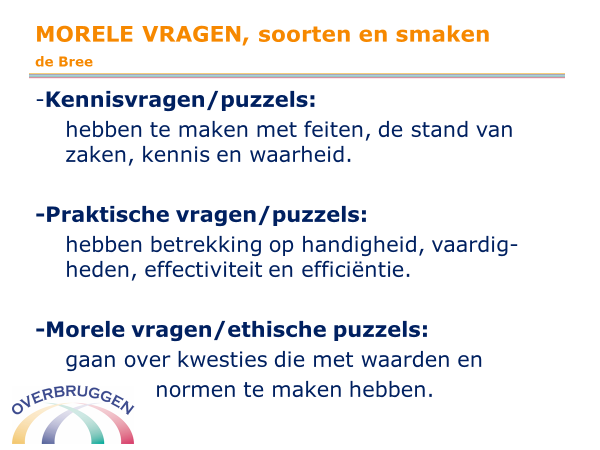 MORELE VRAGEN, soorten en smaken
de Bree
-Kennisvragen/puzzels:
hebben te maken met feiten, de stand van
zaken, kennis en waarheid.
-Praktische vragen/puzzels:
hebben betrekking op handigheid, vaardig-
heden, effectiviteit en efficiëntie.
-Morele vragen/ethische puzzels:
gaan over kwesties die met waarden en
normen te maken hebben.
OVERBRUGGEN